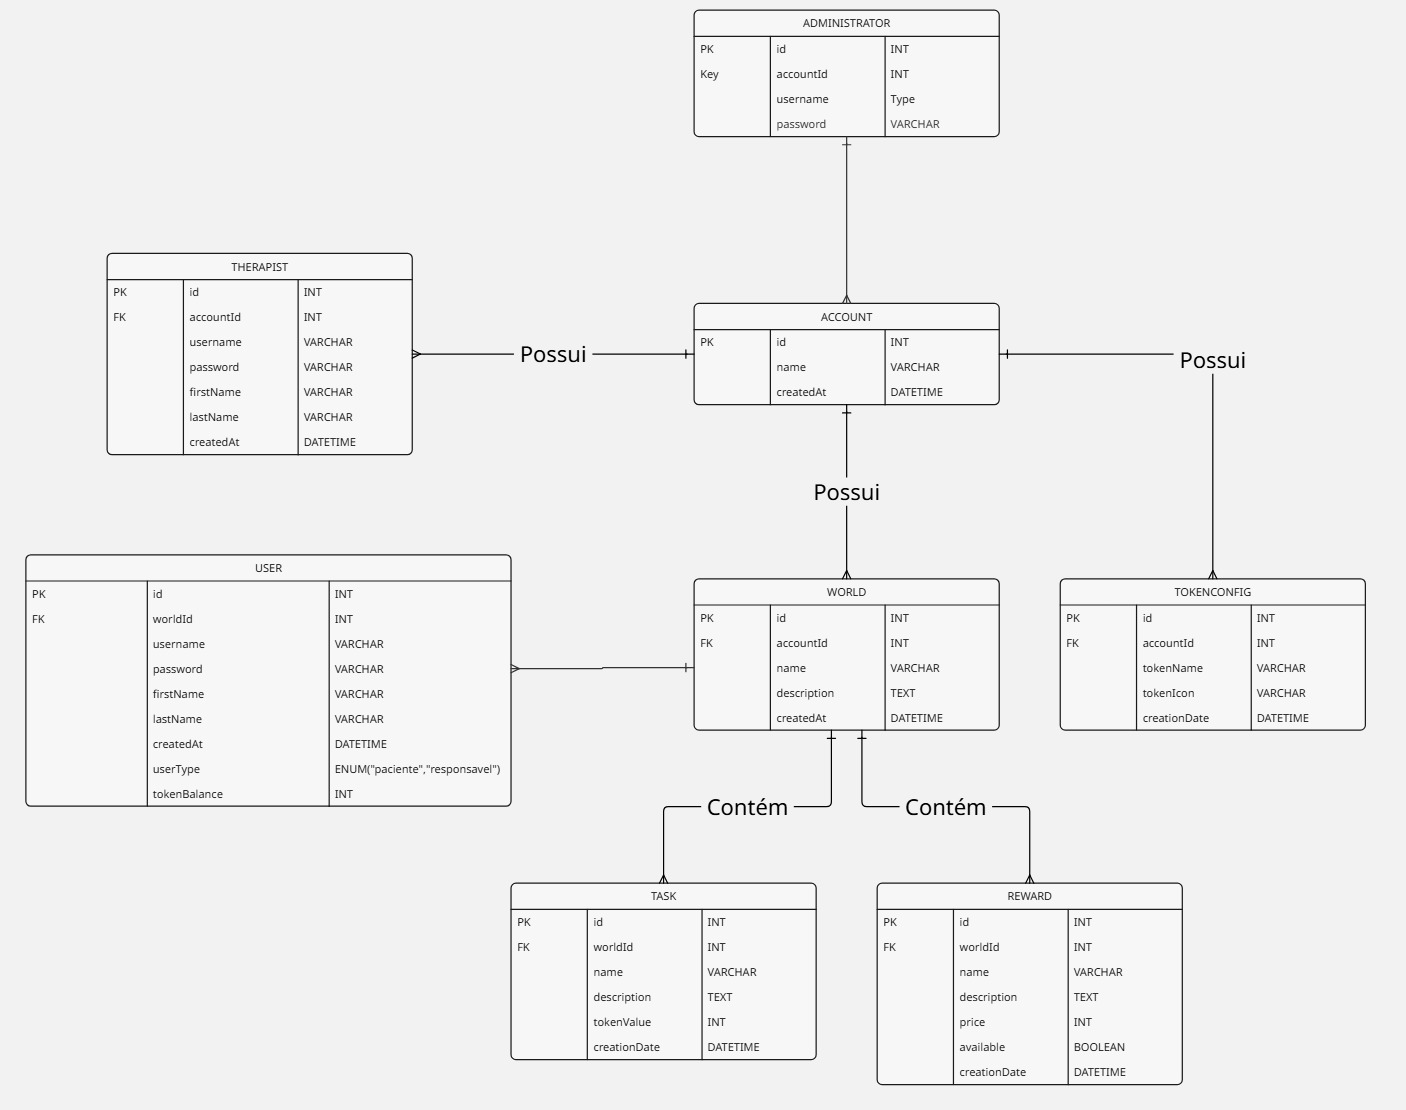 ADMINISTRATOR
PK id INT
Key accountId INT
username Type
password VARCHAR
THERAPIST
PK id INT
FK accountId INT
username VARCHAR
password VARCHAR
firstName VARCHAR
lastName VARCHAR
createdAt DATETIME
Possui
ACCOUNT
PK id INT
name VARCHAR
createdAt DATETIME
Possui
Possui
USER
PK id INT
FK worldId INT
username VARCHAR
password VARCHAR
firstName VARCHAR
lastName VARCHAR
createdAt DATETIME
userType ENUM("paciente","responsavel")
tokenBalance INT
WORLD
PK id INT
FK accountId INT
name VARCHAR
description TEXT
createdAt DATETIME
TOKENCONFIG
PK id INT
FK accountId INT
tokenName VARCHAR
tokenIcon VARCHAR
creationDate DATETIME
Contém
Contém
TASK
PK id INT
FK worldId INT
name VARCHAR
description TEXT
tokenValue INT
creationDate DATETIME
REWARD
PK id INT
FK worldId INT
name VARCHAR
description TEXT
price INT
available BOOLEAN
creationDate DATETIME